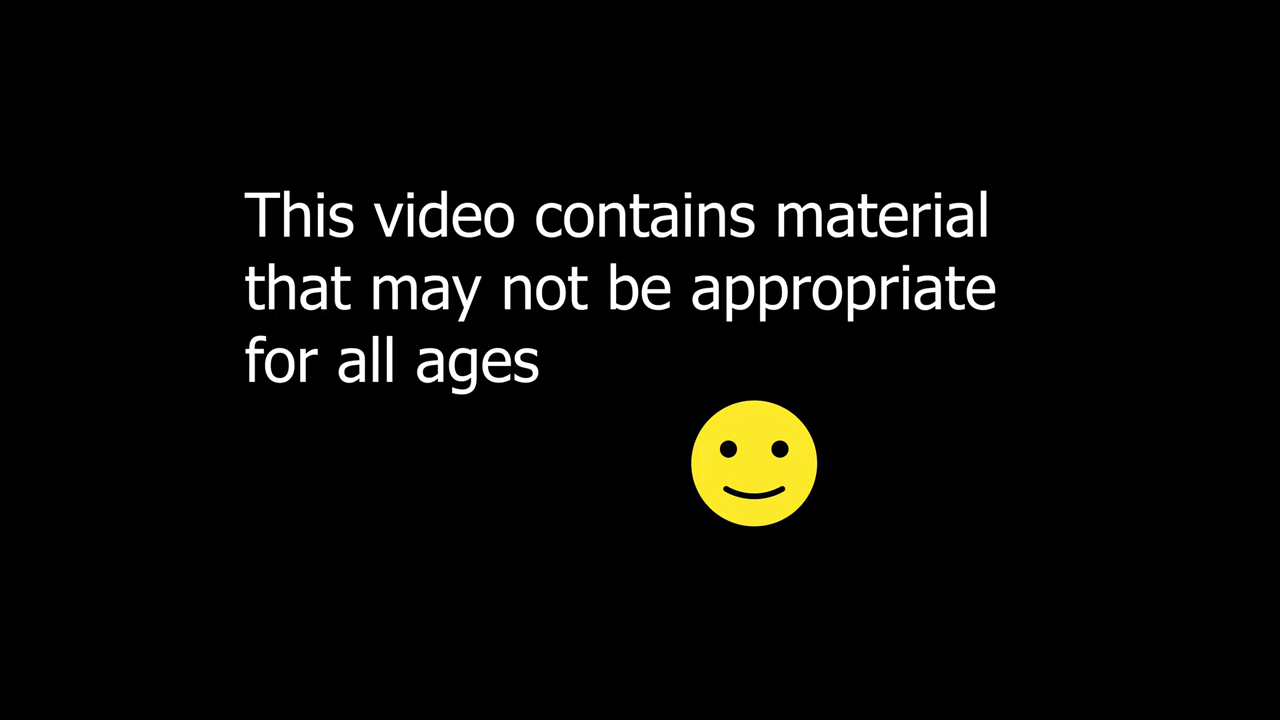 This video contains material
that may not be appropriate
for all ages